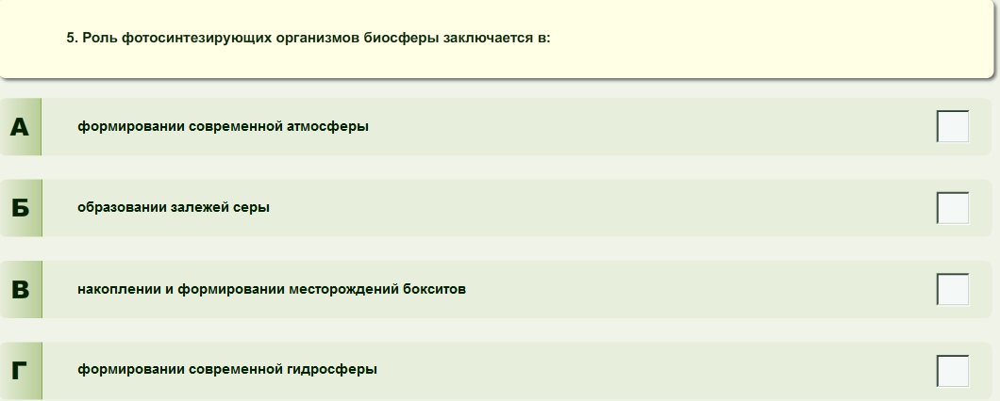 5. Роль фотосинтезирующих организмов биосферы заключается в:
А
формировании современной атмосферы
Б
образовании залежей серы
В
накоплении и формировании месторождений бокситов
Г
формировании современной гидросферы